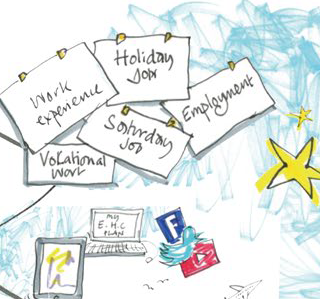 Holiday
Jobs
Work
experience
Employment
Saturday
Job
Vocational
work
MY
E.H.C
PLAN
F